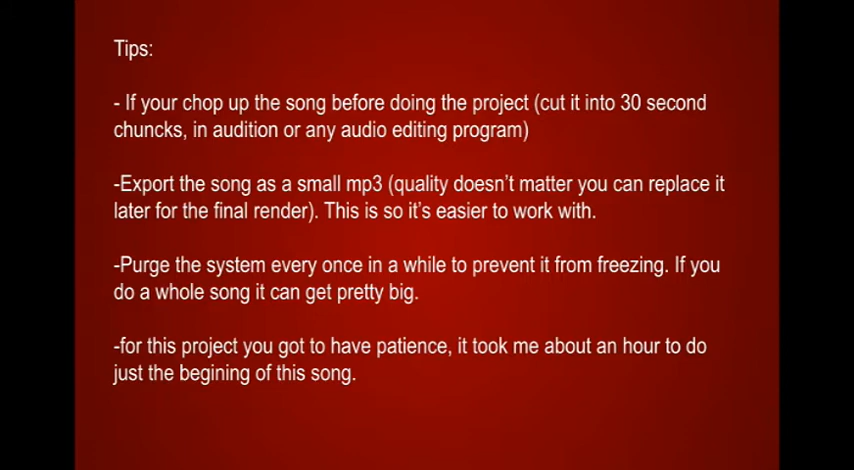 Tips:
- If your chop up the song before doing the project (cut it into 30 second
chuncks, in audition or any audio editing program)
-Export the song as a small mp3 (quality doesn't matter you can replace it
later for the final render). This is so it's easier to work with.
-Purge the system every once in a while to prevent it from freezing. If you
do a whole song it can get pretty big.
-for this project you got to have patience, it took me about an hour to do
just the begining of this song.